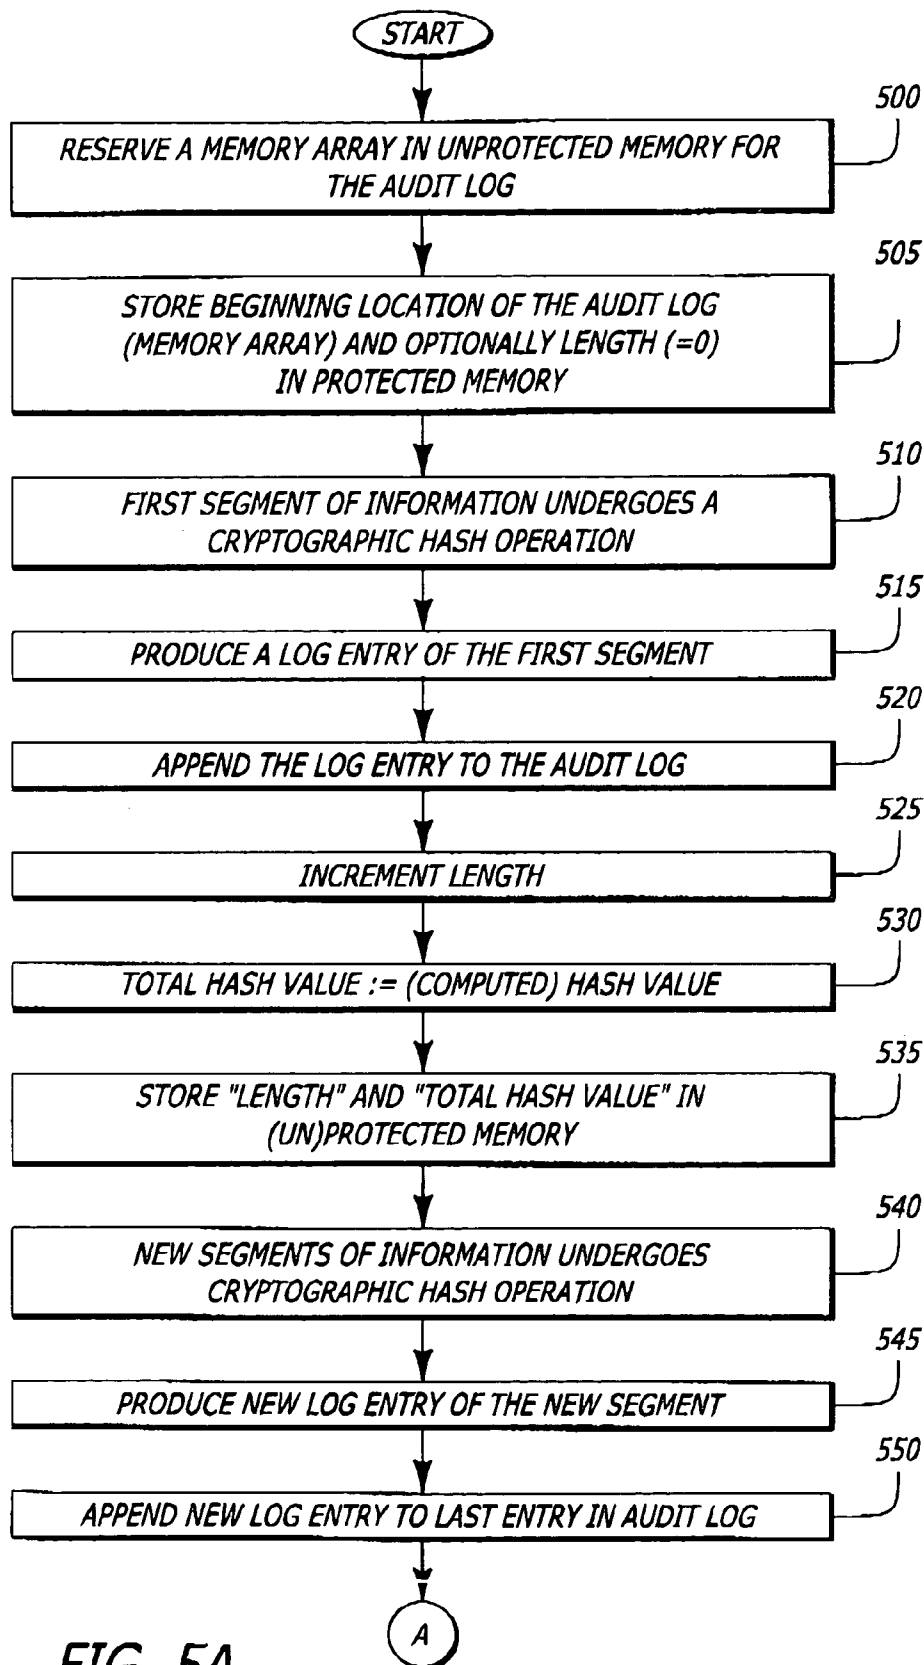 START
500
RESERVE A MEMORY ARRAY IN UNPROTECTED MEMORY FOR
THE AUDIT LOG
505
STORE BEGINNING LOCATION OF THE AUDIT LOG
(MEMORY ARRAY) AND OPTIONALLY LENGTH (=0)
IN PROTECTED MEMORY
510
FIRST SEGMENT OF INFORMATION UNDERGOES A
CRYPTOGRAPHIC HASH OPERATION
515
PRODUCE A LOG ENTRY OF THE FIRST SEGMENT
520
APPEND THE LOG ENTRY TO THE AUDIT LOG
525
INCREMENT LENGTH
530
TOTAL HASH VALUE := (COMPUTED) HASH VALUE
535
STORE "LENGTH" AND "TOTAL HASH VALUE" IN
(UN)PROTECTED MEMORY
540
NEW SEGMENTS OF INFORMATION UNDERGOES
CRYPTOGRAPHIC HASH OPERATION
545
PRODUCE NEW LOG ENTRY OF THE NEW SEGMENT
550
APPEND NEW LOG ENTRY TO LAST ENTRY IN AUDIT LOG
A
FIG. 5A